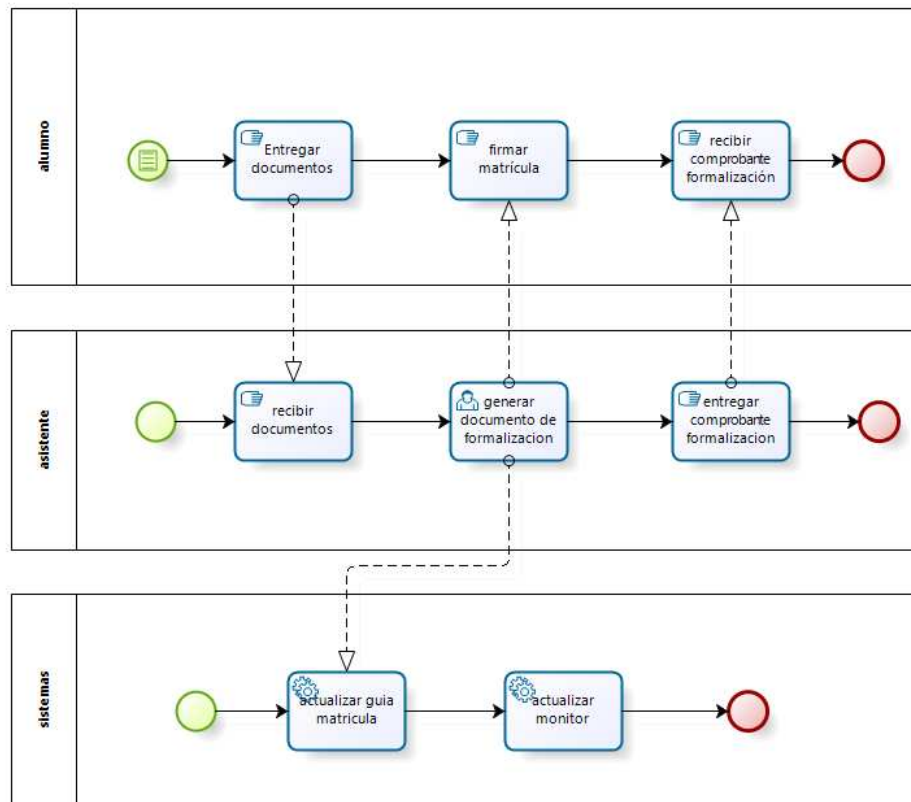 alumno
Entregar
documentos
firmar
matrícula
recibir
comprobante
formalización
asistente
recibir
documentos
generar
documento de
formalizacion
entregar
comprobante
formalizacion
sistemas
actualizar guia
matricula
actualizar
monitor